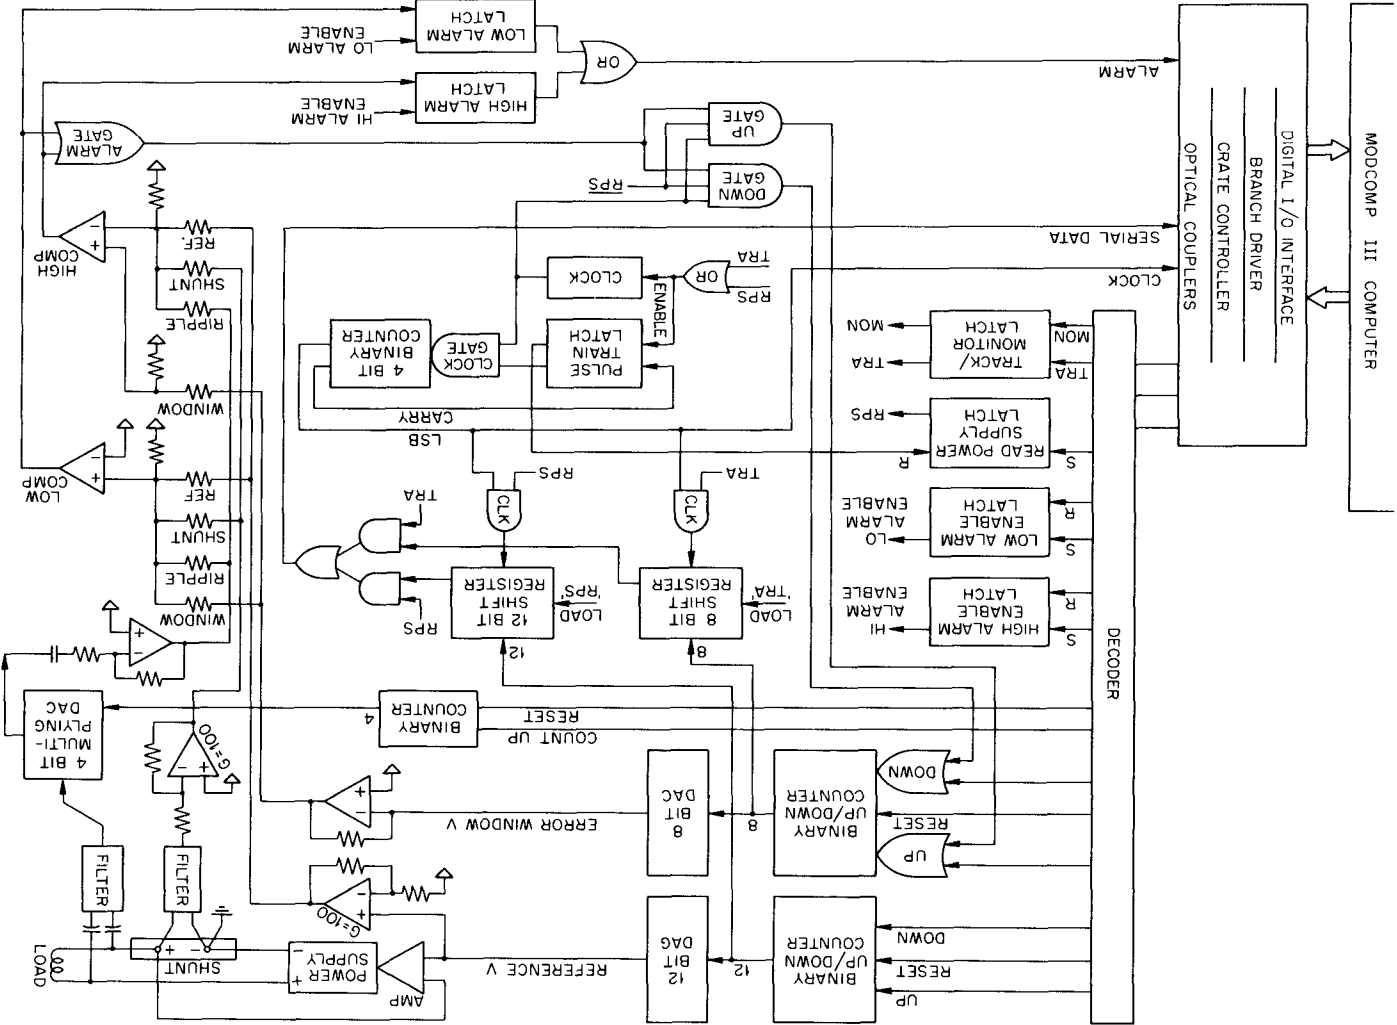 MODCOMP III COMPUTER
DIGITAL I/O INTERFACE
BRANCH DRIVER
CRATE CONTROLLER
OPTICAL COUPLERS
DECODER
UP
RESET
DOWN
BINARY
UP/DOWN
COUNTER
12
12
BIT
DAG
REFERENCE V
AMP
POWER
SUPPLY
+
-
SHUNT
-
+
LOAD
G=100
+
-
FILTER
FILTER
UP
RESET
DOWN
BINARY
UP/DOWN
COUNTER
8
8
BIT
DAC
ERROR WINDOW V
-
+
G=100
+
-
4 BIT
MULTI-
PLYING
DAC
COUNT UP
RESET
BINARY
COUNTER
4
-
+
S
R
HIGH ALARM
ENABLE
LATCH
HI
ALARM
ENABLE
8
12
LOAD
'TRA'
8 BIT
SHIFT
REGISTER
LOAD
'RPS'
12 BIT
SHIFT
REGISTER
RPS
TRA
WINDOW
RIPPLE
SHUNT
REF
S
R
LOW ALARM
ENABLE
LATCH
LO
ALARM
ENABLE
CLK
TRA
CLK
RPS
LOW
COMP
+
-
S
READ POWER
SUPPLY
LATCH
RPS
R
LSB
CARRY
WINDOW
TRA
MON
TRACK/
MONITOR
LATCH
TRA
MON
PULSE
TRAIN
LATCH
CLOCK
GATE
4 BIT
BINARY
COUNTER
ENABLE
RPS
TRA
OR
CLOCK
RIPPLE
SHUNT
REF.
CLOCK
SERIAL DATA
HIGH
COMP
+
-
RPS
DOWN
GATE
UP
GATE
ALARM
GATE
ALARM
OR
HIGH ALARM
LATCH
HI ALARM
ENABLE
LOW ALARM
LATCH
LO ALARM
ENABLE